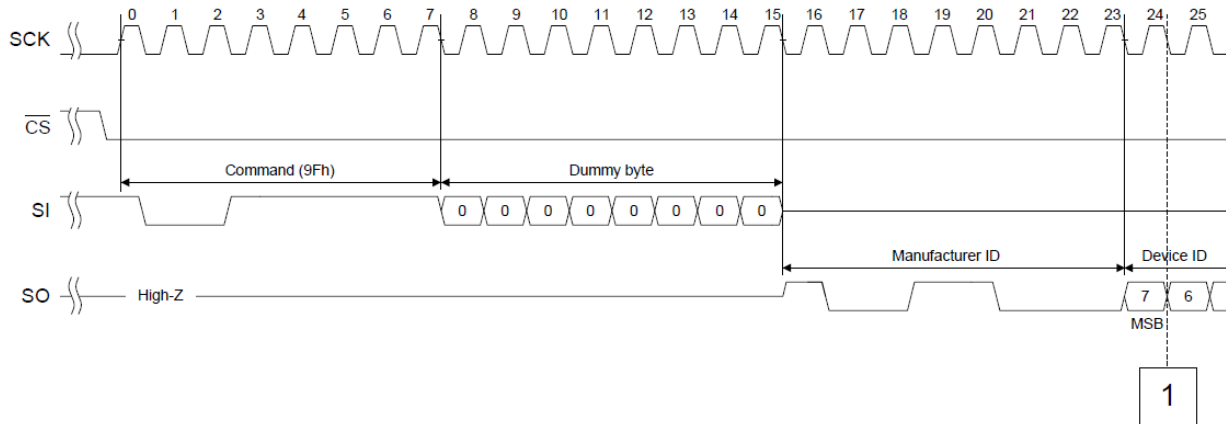 0 1 2 3 4 5 6 7 8 9 10 11 12 13 14 15 16 17 18 19 20 21 22 23 24 25
SCK
CS
Command (9Fh) Dummy byte
SI 0 0 0 0 0 0 0 0
Manufacturer ID Device ID
SO High-Z 7 6
MSB
1